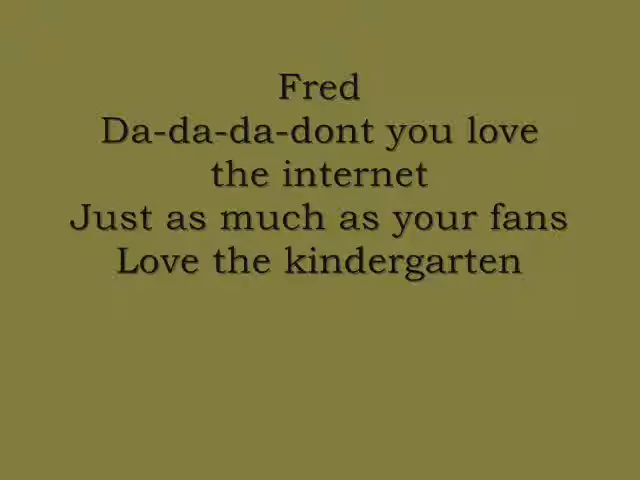 Fred
Da-da-da-dont you love
the internet
Just as much as your fans
Love the kindergarten